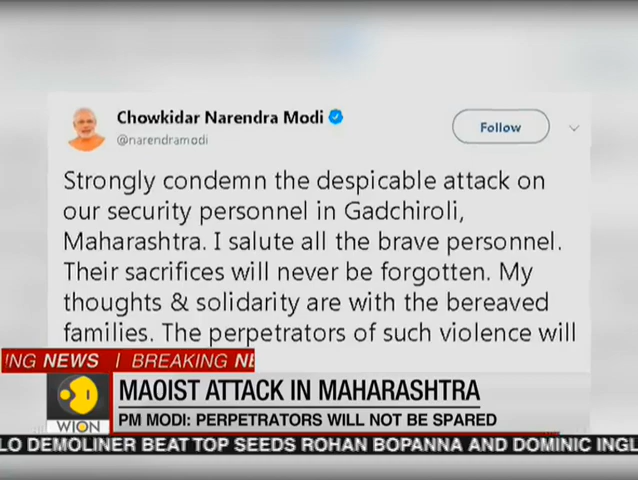 Chowkidar Narendra Modi
@narendramodi
Follow
Strongly condemn the despicable attack on
our security personnel in Gadchiroli,
Maharashtra. I salute all the brave personnel.
Their sacrifices will never be forgotten. My
thoughts & solidarity are with the bereaved
families. The perpetrators of such violence will
ING NEWS | BREAKING NE
MAOIST ATTACK IN MAHARASHTRA
PM MODI: PERPETRATORS WILL NOT BE SPARED
WION
LO DEMOLINER BEAT TOP SEEDS ROHAN BOPANNA AND DOMINIC INGL